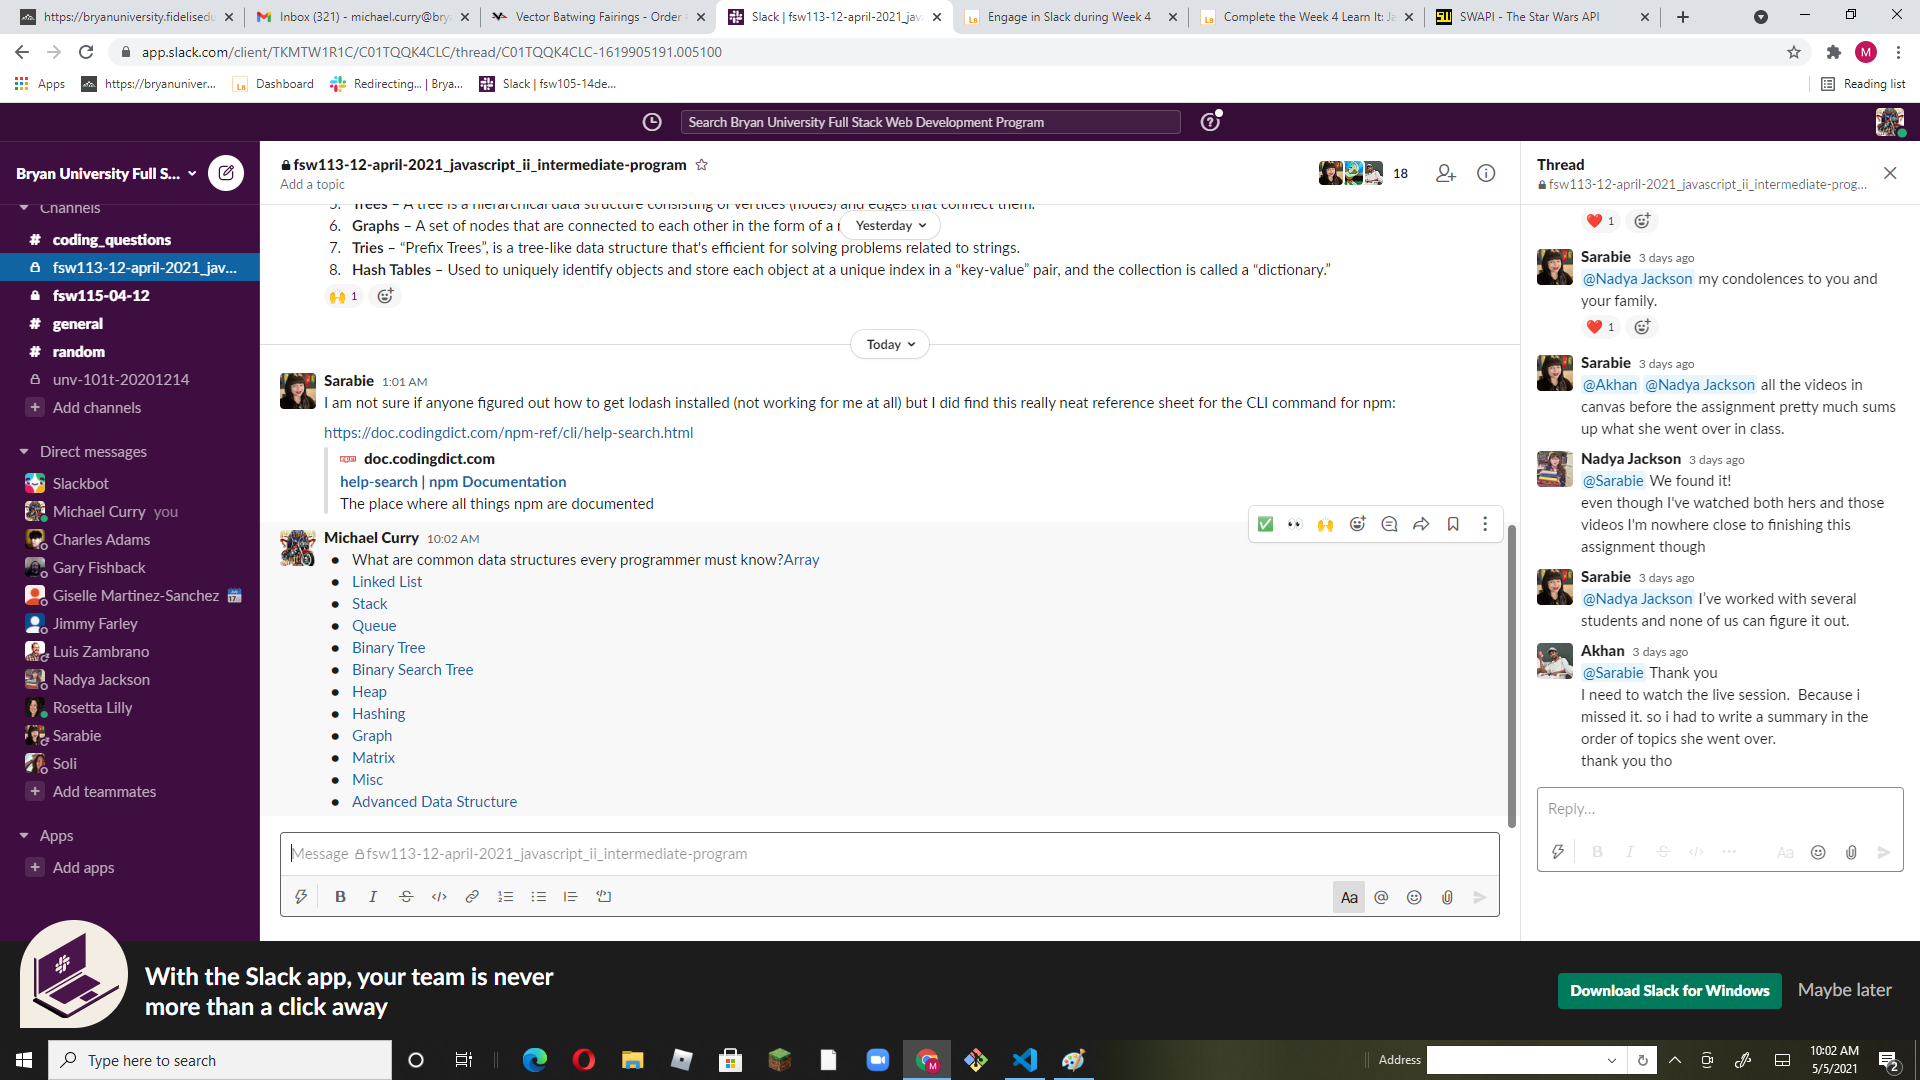 https://bryanuniversity.fidelised
Inbox (321) - michael.curry@bry
Vector Batwing Fairings - Order
Slack | fsw113-12-april-2021_jav
Engage in Slack during Week 4
Complete the Week 4 Learn It: Ja
SWAPI - The Star Wars API
app.slack.com/client/TKMTW1R1C/C01TQQK4CLC/thread/C01TQQK4CLC-1619905191.005100
M
Apps
https://bryanuniver...
Dashboard
Redirecting... | Brya...
Slack | fsw105-14de...
Reading list
Search Bryan University Full Stack Web Development Program
Bryan University Full S...
Channels
# coding_questions
fsw113-12-april-2021_jav...
fsw115-04-12
# general
# random
unv-101t-20201214
+ Add channels
Direct messages
Slackbot
Michael Curry you
Charles Adams
Gary Fishback
Giselle Martinez-Sanchez
Jimmy Farley
Luis Zambrano
Nadya Jackson
Rosetta Lilly
Sarabie
Soli
+ Add teammates
Apps
+ Add apps
fsw113-12-april-2021_javascript_ii_intermediate-program
Add a topic
18
5. Trees – A tree is a hierarchical data structure consisting of vertices (nodes) and edges that connect them.
Yesterday
6. Graphs – A set of nodes that are connected to each other in the form of a
7. Tries – “Prefix Trees”, is a tree-like data structure that's efficient for solving problems related to strings.
8. Hash Tables – Used to uniquely identify objects and store each object at a unique index in a “key-value” pair, and the collection is called a “dictionary.”
1
Today
Sarabie 1:01 AM
I am not sure if anyone figured out how to get lodash installed (not working for me at all) but I did find this really neat reference sheet for the CLI command for npm:
https://doc.codingdict.com/npm-ref/cli/help-search.html
doc.codingdict.com
help-search | npm Documentation
The place where all things npm are documented
Michael Curry 10:02 AM
• What are common data structures every programmer must know?Array
• Linked List
• Stack
• Queue
• Binary Tree
• Binary Search Tree
• Heap
• Hashing
• Graph
• Matrix
• Misc
• Advanced Data Structure
Message fsw113-12-april-2021_javascript_ii_intermediate-program
B I S </>
Aa @
Thread
fsw113-12-april-2021_javascript_ii_intermediate-prog...
1
Sarabie 3 days ago
@Nadya Jackson my condolences to you and
your family.
1
Sarabie 3 days ago
@Akhan @Nadya Jackson all the videos in
canvas before the assignment pretty much sums
up what she went over in class.
Nadya Jackson 3 days ago
@Sarabie We found it!
even though I've watched both hers and those
videos I'm nowhere close to finishing this
assignment though
Sarabie 3 days ago
@Nadya Jackson I’ve worked with several
students and none of us can figure it out.
Akhan 3 days ago
@Sarabie Thank you
I need to watch the live session. Because i
missed it. so i had to write a summary in the
order of topics she went over.
thank you tho
Reply...
B I S </> Aa
With the Slack app, your team is never
more than a click away
Download Slack for Windows
Maybe later
Type here to search
Address
10:02 AM
5/5/2021
2